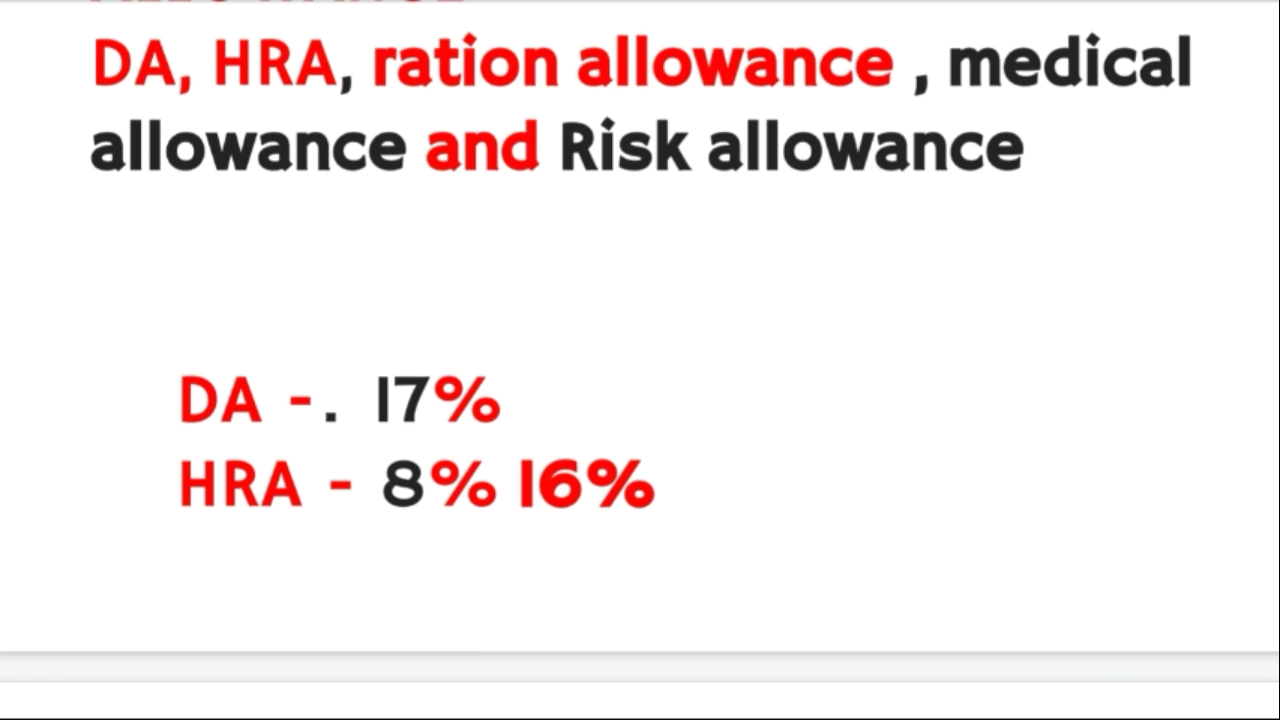 DA, HRA, ration allowance , medical
allowance and Risk allowance
DA -. 17%
HRA - 8% 16%